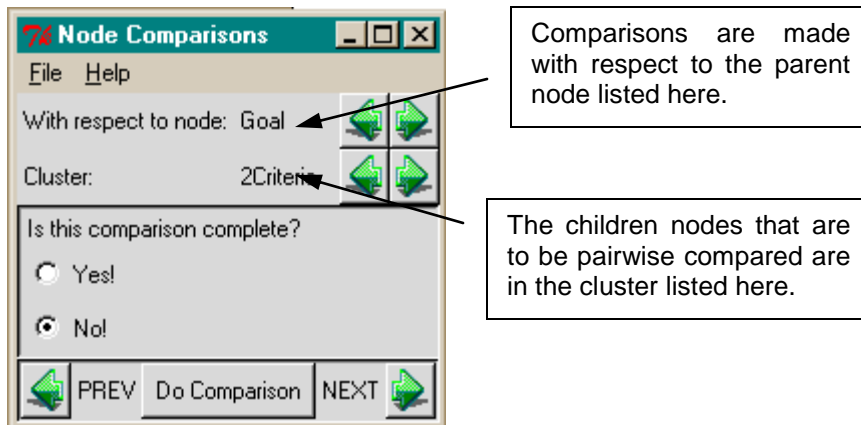 Node Comparisons
File Help
With respect to node: Goal
Cluster: 2Criteria
Is this comparison complete?
Yes!
No!
PREV Do Comparison NEXT
Comparisons are made
with respect to the parent
node listed here.
The children nodes that are
to be pairwise compared are
in the cluster listed here.